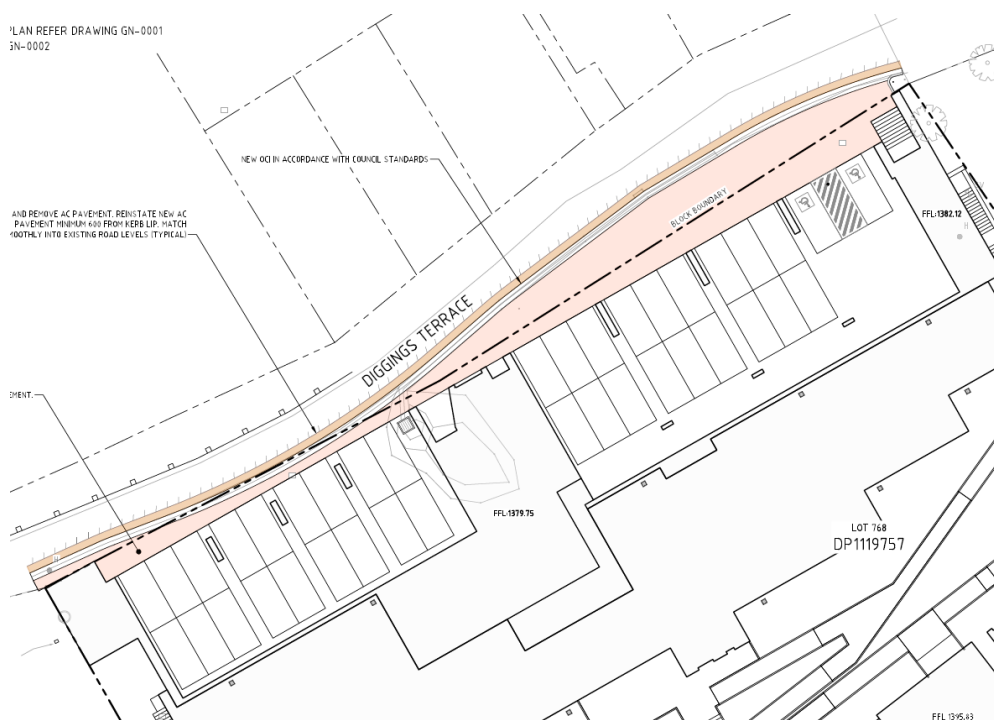 PLAN REFER DRAWING GN-0001
GN-0002
NEW OCI IN ACCORDANCE WITH COUNCIL STANDARDS
AND REMOVE AC PAVEMENT. REINSTATE NEW AC
PAVEMENT MINIMUM 600 FROM KERB LIP. MATCH
MOOTHLY INTO EXISTING ROAD LEVELS (TYPICAL)
BLOCK BOUNDARY
FFL:1382.12
H
DIGGINGS TERRACE
EMENT.
FFL:1379.75
LOT 768
DP1119757
FFL 1395.83